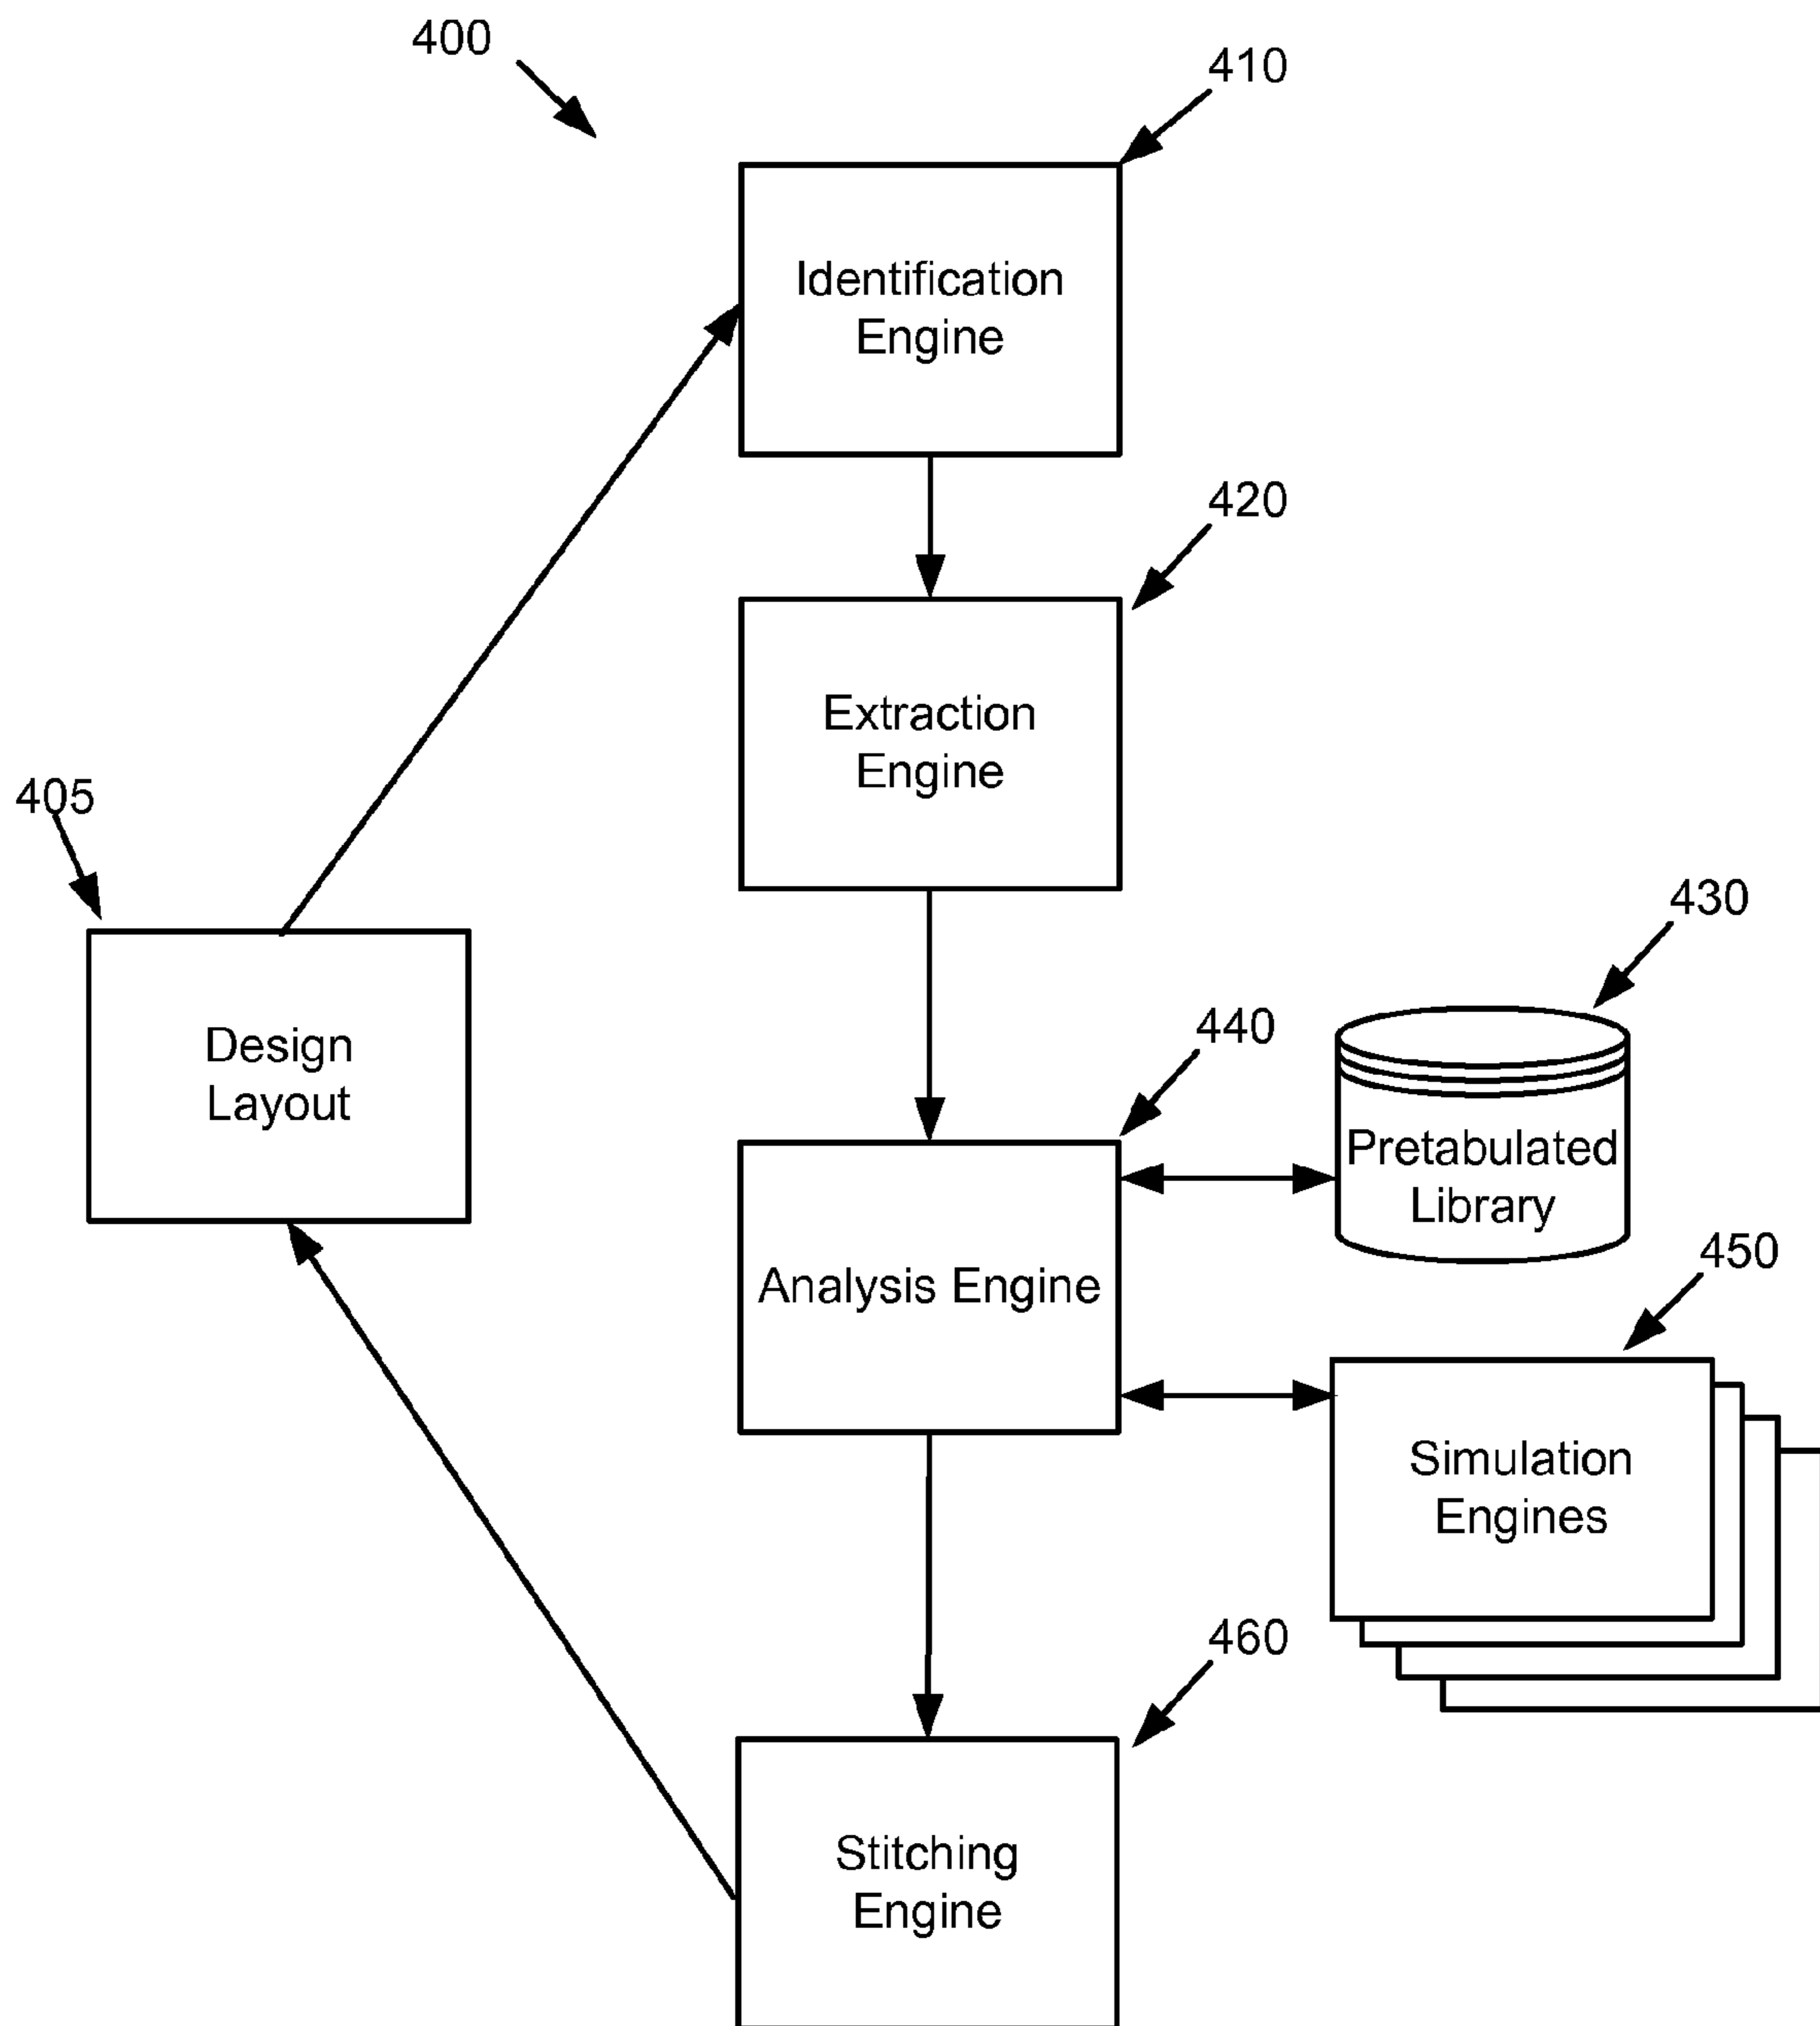 400
410
Identification
Engine
420
Extraction
Engine
405
Design
Layout
430
440
Pretabulated
Library
Analysis Engine
450
Simulation
Engines
460
Stitching
Engine